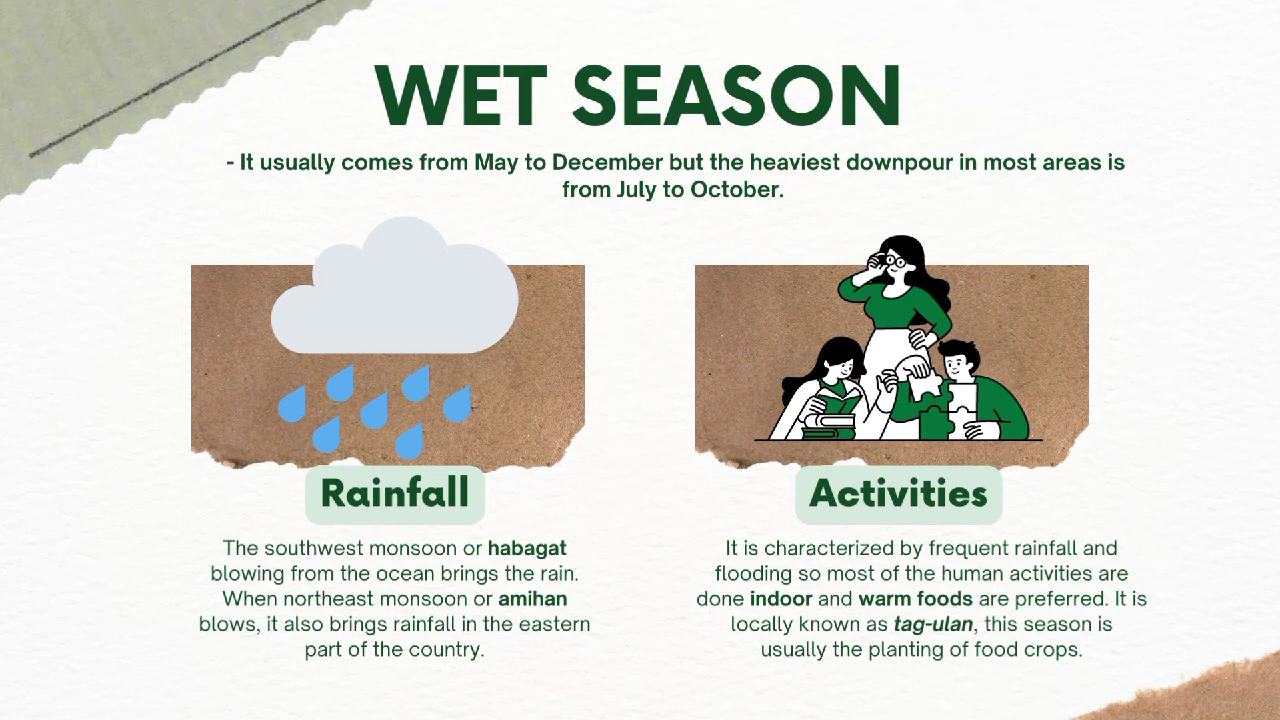 WET SEASON
- It usually comes from May to December but the heaviest downpour in most areas is
from July to October.
Rainfall
The southwest monsoon or habagat
blowing from the ocean brings the rain.
When northeast monsoon or amihan
blows, it also brings rainfall in the eastern
part of the country.
Activities
It is characterized by frequent rainfall and
flooding so most of the human activities are
done indoor and warm foods are preferred. It is
locally known as tag-ulan, this season is
usually the planting of food crops.